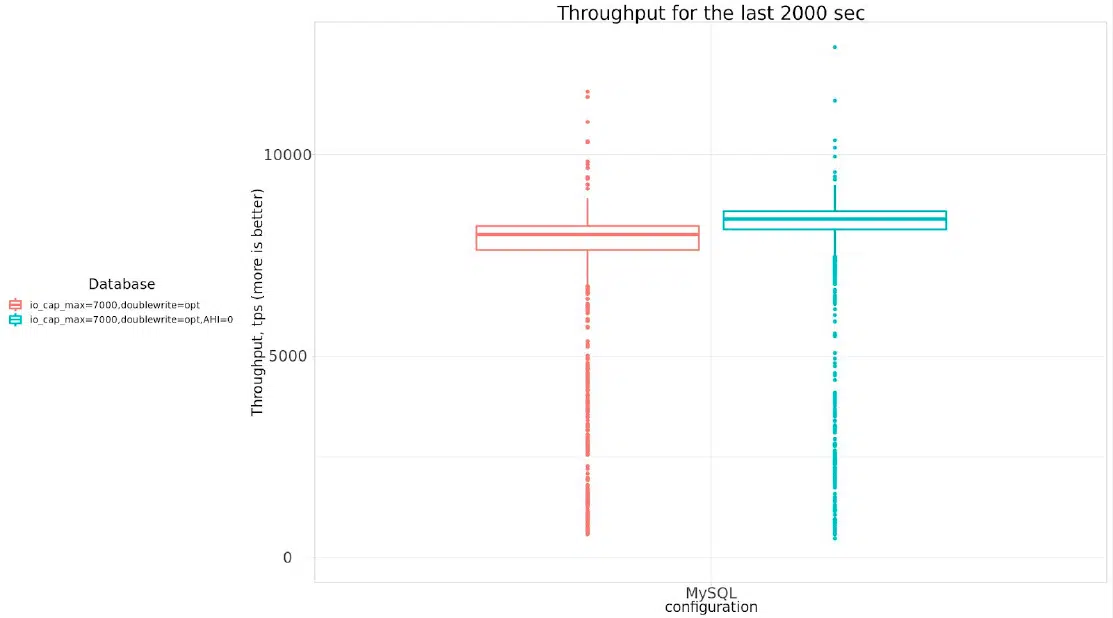 Throughput for the last 2000 sec
Throughput, tps (more is better)
10000
5000
0
Database
io_cap_max=7000,doublewrite=opt
io_cap_max=7000,doublewrite=opt,AHI=0
MySQL
configuration